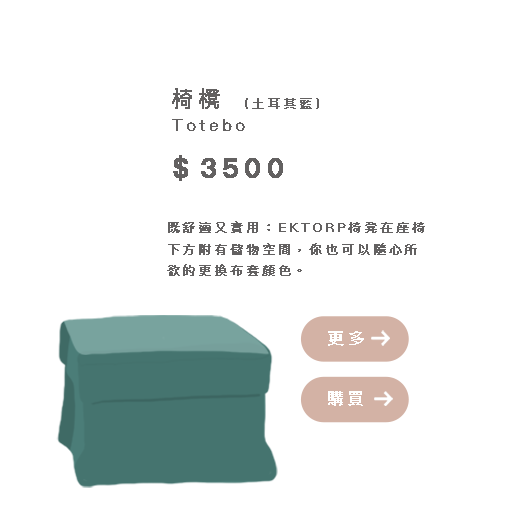 椅櫈 (土耳其藍)
Totebo
$ 3500
既舒適又實用：EKTORP椅凳在座椅
下方附有儲物空間，你也可以隨心所
欲的更換布套顏色。
更多 →
購買 →